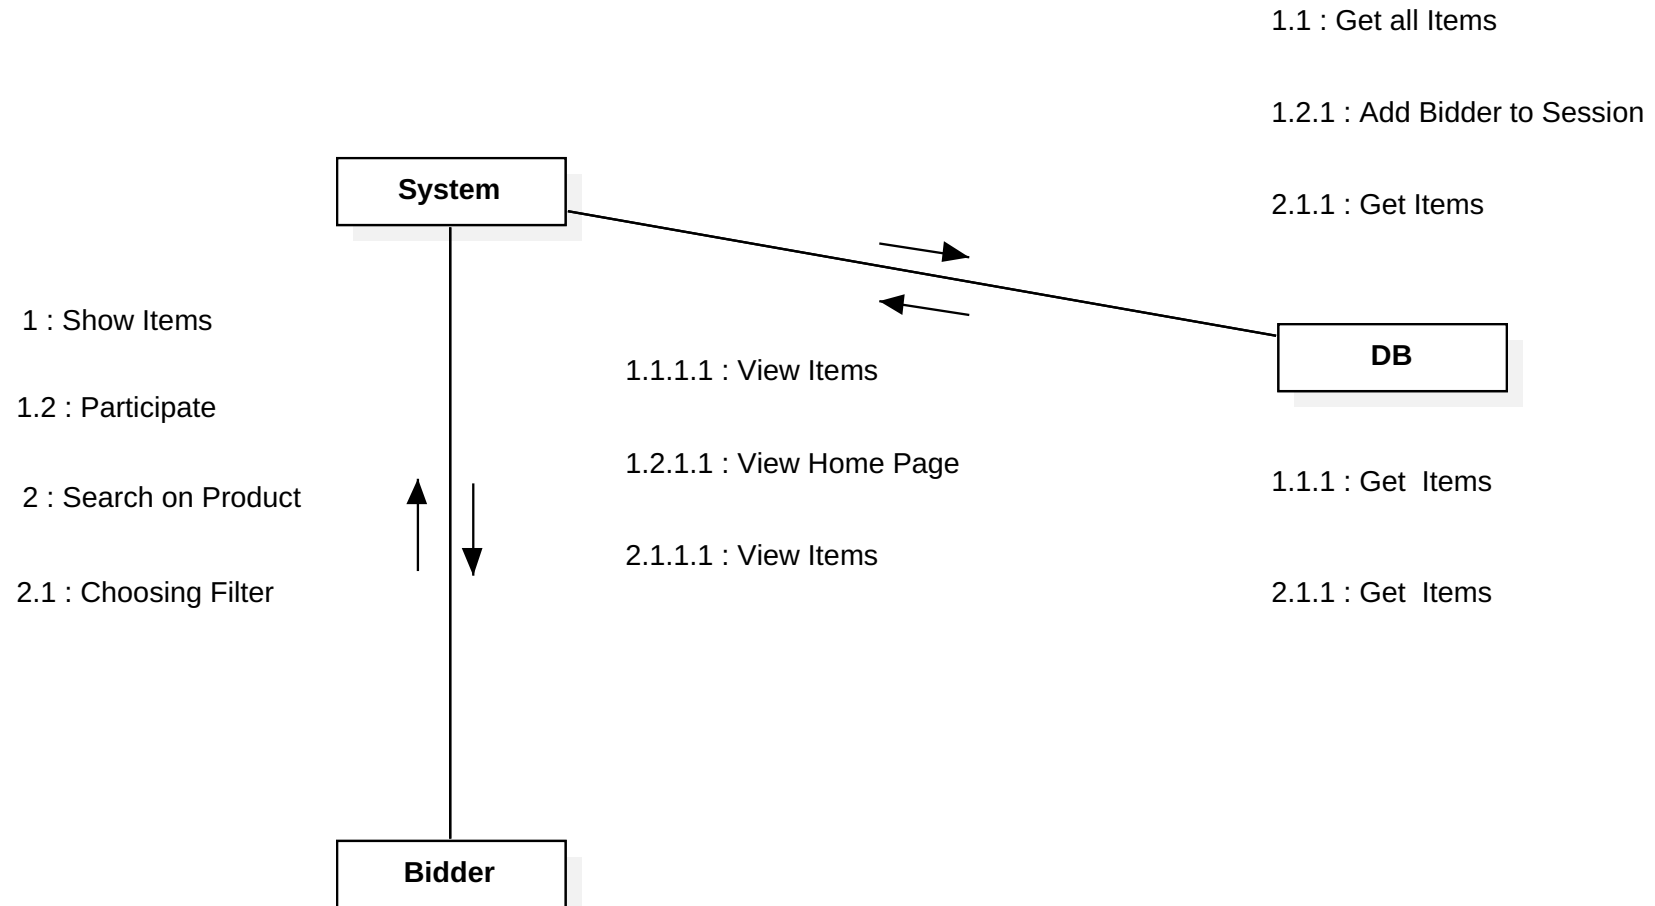 1.1 : Get all Items
1.2.1 : Add Bidder to Session
System
2.1.1 : Get Items
1 : Show Items
DB
1.1.1.1 : View Items
1.2 : Participate
1.2.1.1 : View Home Page
1.1.1 : Get  Items
2 : Search on Product
2.1.1.1 : View Items
2.1 : Choosing Filter
2.1.1 : Get  Items
Bidder